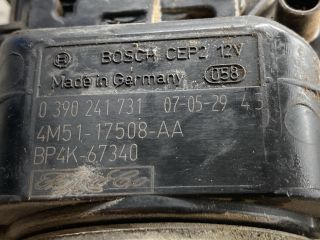 BOSCH CEP2 12V
Made in Germany 058
0 390 241 731 07-05-29 4 5
4M51-17508-AA
BP4K-67340